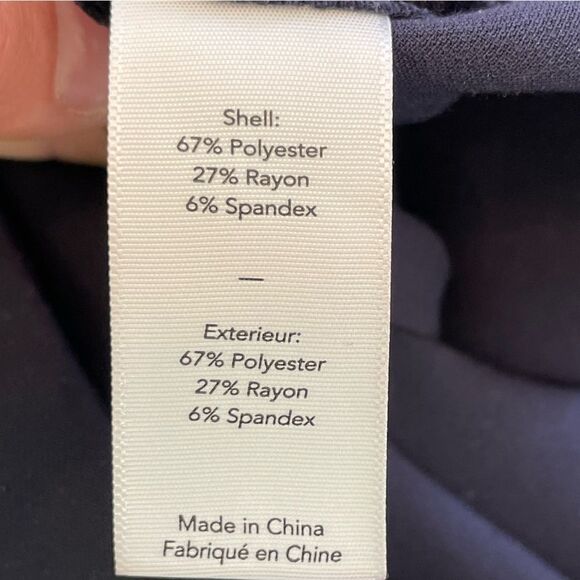 Shell:
67% Polyester
27% Rayon
6% Spandex
—
Exterieur:
67% Polyester
27% Rayon
6% Spandex
Made in China
Fabriqué en Chine